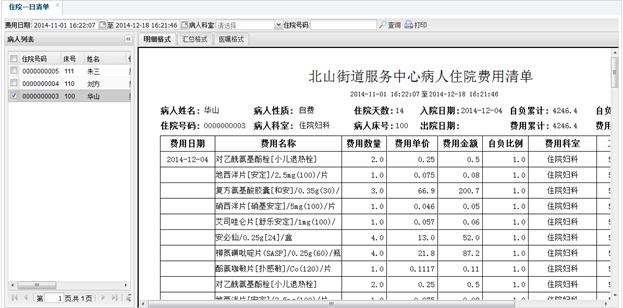 住院一日清单
费用日期: 2014-11-01 16:22:07 至 2014-12-18 16:21:46 病人科室: 请选择 住院号码: 查询 打印
病人列表
住院号码 床号 姓名
0000000005 111 朱三
0000000004 110 刘方
0000000003 100 华山
第 1 页,共 1 页
明细格式 汇总格式 医嘱格式
北山街道服务中心病人住院费用清单
2014-11-01 16:22:07 至 2014-12-18 16:21:46
病人姓名: 华山 病人性质: 自费 住院天数: 14 入院日期: 2014-12-04 自负累计: 4246.4 自负
住院号码: 0000000003 病人科室: 住院妇科 病人床号: 100 出院日期: 费用累计: 4246.4
费用日期 费用名称 费用数量 费用单价 费用金额 自负比例 费用科室
2014-12-04 对乙酰氨基酚栓[小儿退热栓] 2.0 0.25 0.5 1.0 住院妇科
地西泮片[安定]/2.5mg(100)/片 1.0 0.075 0.08 1.0 住院妇科
复方氨基酸胶囊[和安]/0.35g(30)/ 3.0 66.9 200.7 1.0 住院妇科
硝西泮片[硝基安定]/5mg(100)/片 1.0 0.046 0.05 1.0 住院妇科
艾司唑仑片[舒乐安定]/1mg(100)/ 1.0 0.057 0.06 1.0 住院妇科
安必仙/0.25g[24]/盒 4.0 13.0 52.0 1.0 住院妇科
柳氮磺吡啶片(SASP)/0.25g(60)/瓶 4.0 21.8 87.2 1.0 住院妇科
酚氨咖敏片[扑感敏]/Co(120)/片 1.0 0.1117 0.11 1.0 住院妇科
对乙酰氨基酚栓[小儿退热栓] 2.0 0.25 0.5 1.0 住院妇科